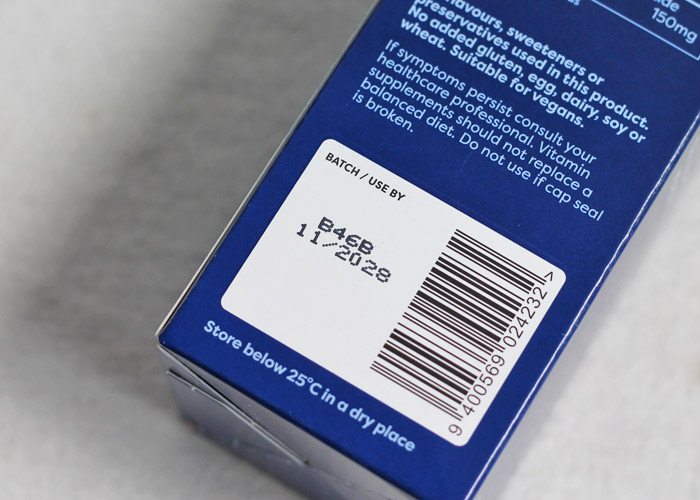 150mg
flavours, sweeteners or
preservatives used in this product.
No added gluten, egg, dairy, soy or
wheat. Suitable for vegans.
If symptoms persist consult your
healthcare professional. Vitamin
supplements should not replace a
balanced diet. Do not use if cap seal
is broken.
BATCH / USE BY
B46B
11/2028
9 400569 024232 >
Store below 25°C in a dry place